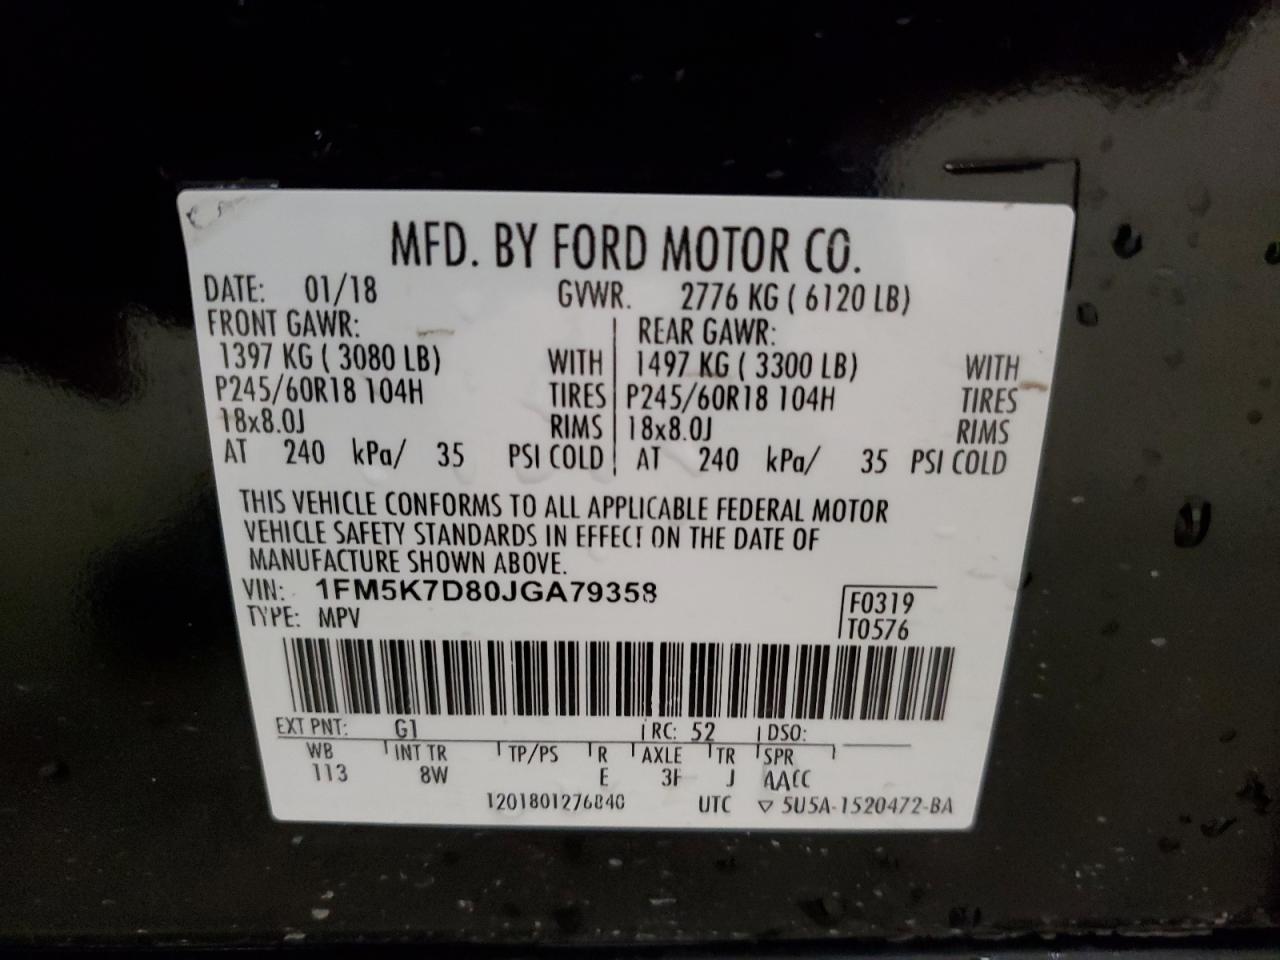 MFD. BY FORD MOTOR CO.
DATE: 01/18 GVWR. 2776 KG ( 6120 LB)
FRONT GAWR: REAR GAWR:
1397 KG ( 3080 LB) WITH 1497 KG ( 3300 LB) WITH
P245/60R18 104H TIRES P245/60R18 104H TIRES
18x8.0J RIMS 18x8.0J RIMS
AT 240 kPa/ 35 PSI COLD AT 240 kPa/ 35 PSI COLD
THIS VEHICLE CONFORMS TO ALL APPLICABLE FEDERAL MOTOR
VEHICLE SAFETY STANDARDS IN EFFECT ON THE DATE OF
MANUFACTURE SHOWN ABOVE.
VIN: 1FM5K7D80JGA79358 F0319
TYPE: MPV T0576
EXT PNT: G1 RC: 52 DSO:
WB INT TR TP/PS R AXLE TR SPR
113 8W E 3F J AACC
1201801276840 UTC ▽ 5U5A-1520472-BA